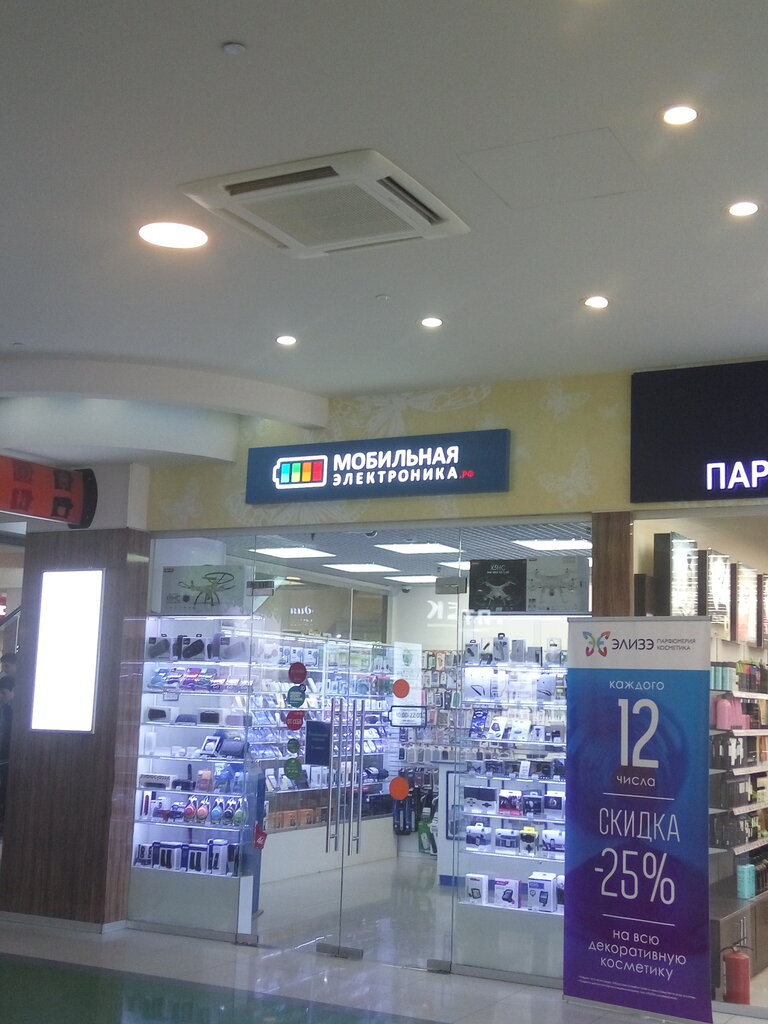 МОБИЛЬНАЯ
ЭЛЕКТРОНИКА.РФ
ПАР
ЭЛИЗЭ ПАРФЮМЕРИЯ
КОСМЕТИКА
каждого
12
числа
СКИДКА
-25%
на всю
декоративную
косметику